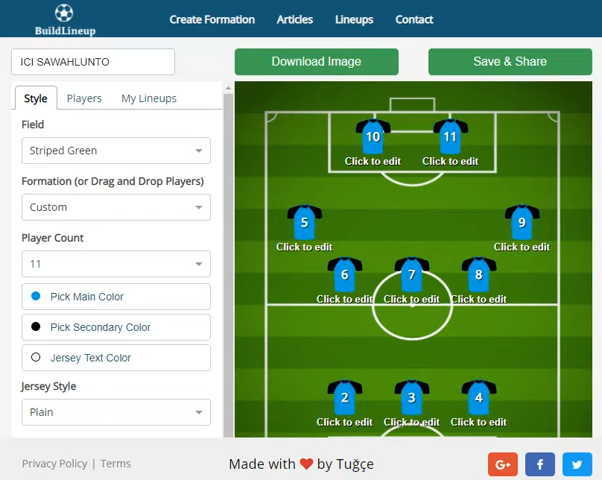 BuildLineup
Create Formation
Articles
Lineups
Contact
ICI SAWAHLUNTO
Download Image
Save & Share
Style
Players
My Lineups
Field
Striped Green
Formation (or Drag and Drop Players)
Custom
Player Count
11
Pick Main Color
Pick Secondary Color
Jersey Text Color
Jersey Style
Plain
10
11
Click to edit
Click to edit
5
9
Click to edit
Click to edit
6
7
8
Click to edit
Click to edit
Click to edit
2
3
4
Click to edit
Click to edit
Click to edit
Privacy Policy | Terms
Made with ❤ by Tuğçe
G+
f